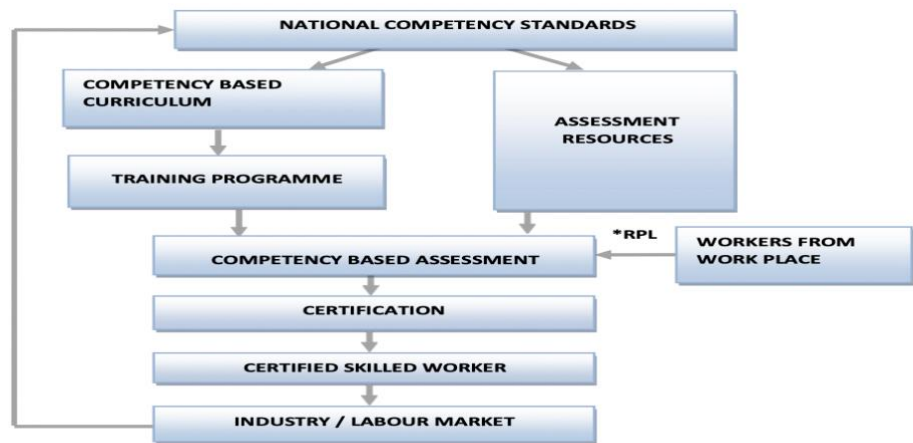 NATIONAL COMPETENCY STANDARDS
COMPETENCY BASED
CURRICULUM
ASSESSMENT
RESOURCES
TRAINING PROGRAMME
*RPL
WORKERS FROM
WORK PLACE
COMPETENCY BASED ASSESSMENT
CERTIFICATION
CERTIFIED SKILLED WORKER
INDUSTRY / LABOUR MARKET